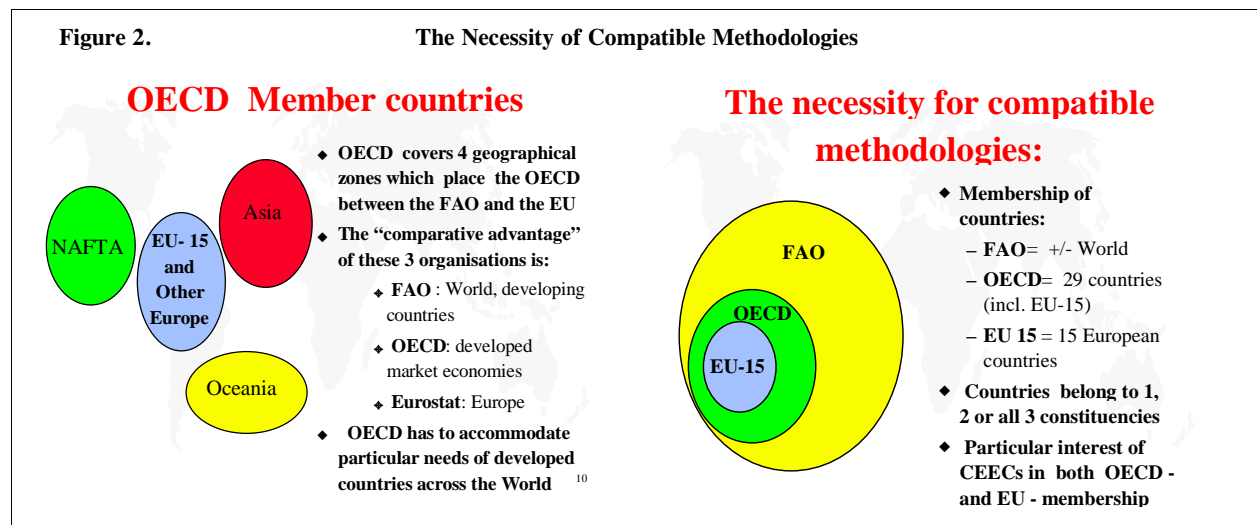 Figure 2. The Necessity of Compatible Methodologies
OECD Member countries
NAFTA
EU- 15
and
Other
Europe
Asia
Oceania
◆ OECD covers 4 geographical
zones which place the OECD
between the FAO and the EU
◆ The “comparative advantage”
of these 3 organisations is:
❖ FAO : World, developing
countries
❖ OECD: developed
market economies
❖ Eurostat: Europe
◆ OECD has to accommodate
particular needs of developed
countries across the World 10
The necessity for compatible
methodologies:
FAO
OECD
EU-15
◆ Membership of
countries:
– FAO= +/- World
– OECD= 29 countries
(incl. EU-15)
– EU 15 = 15 European
countries
◆ Countries belong to 1,
2 or all 3 constituencies
◆ Particular interest of
CEECs in both OECD -
and EU - membership